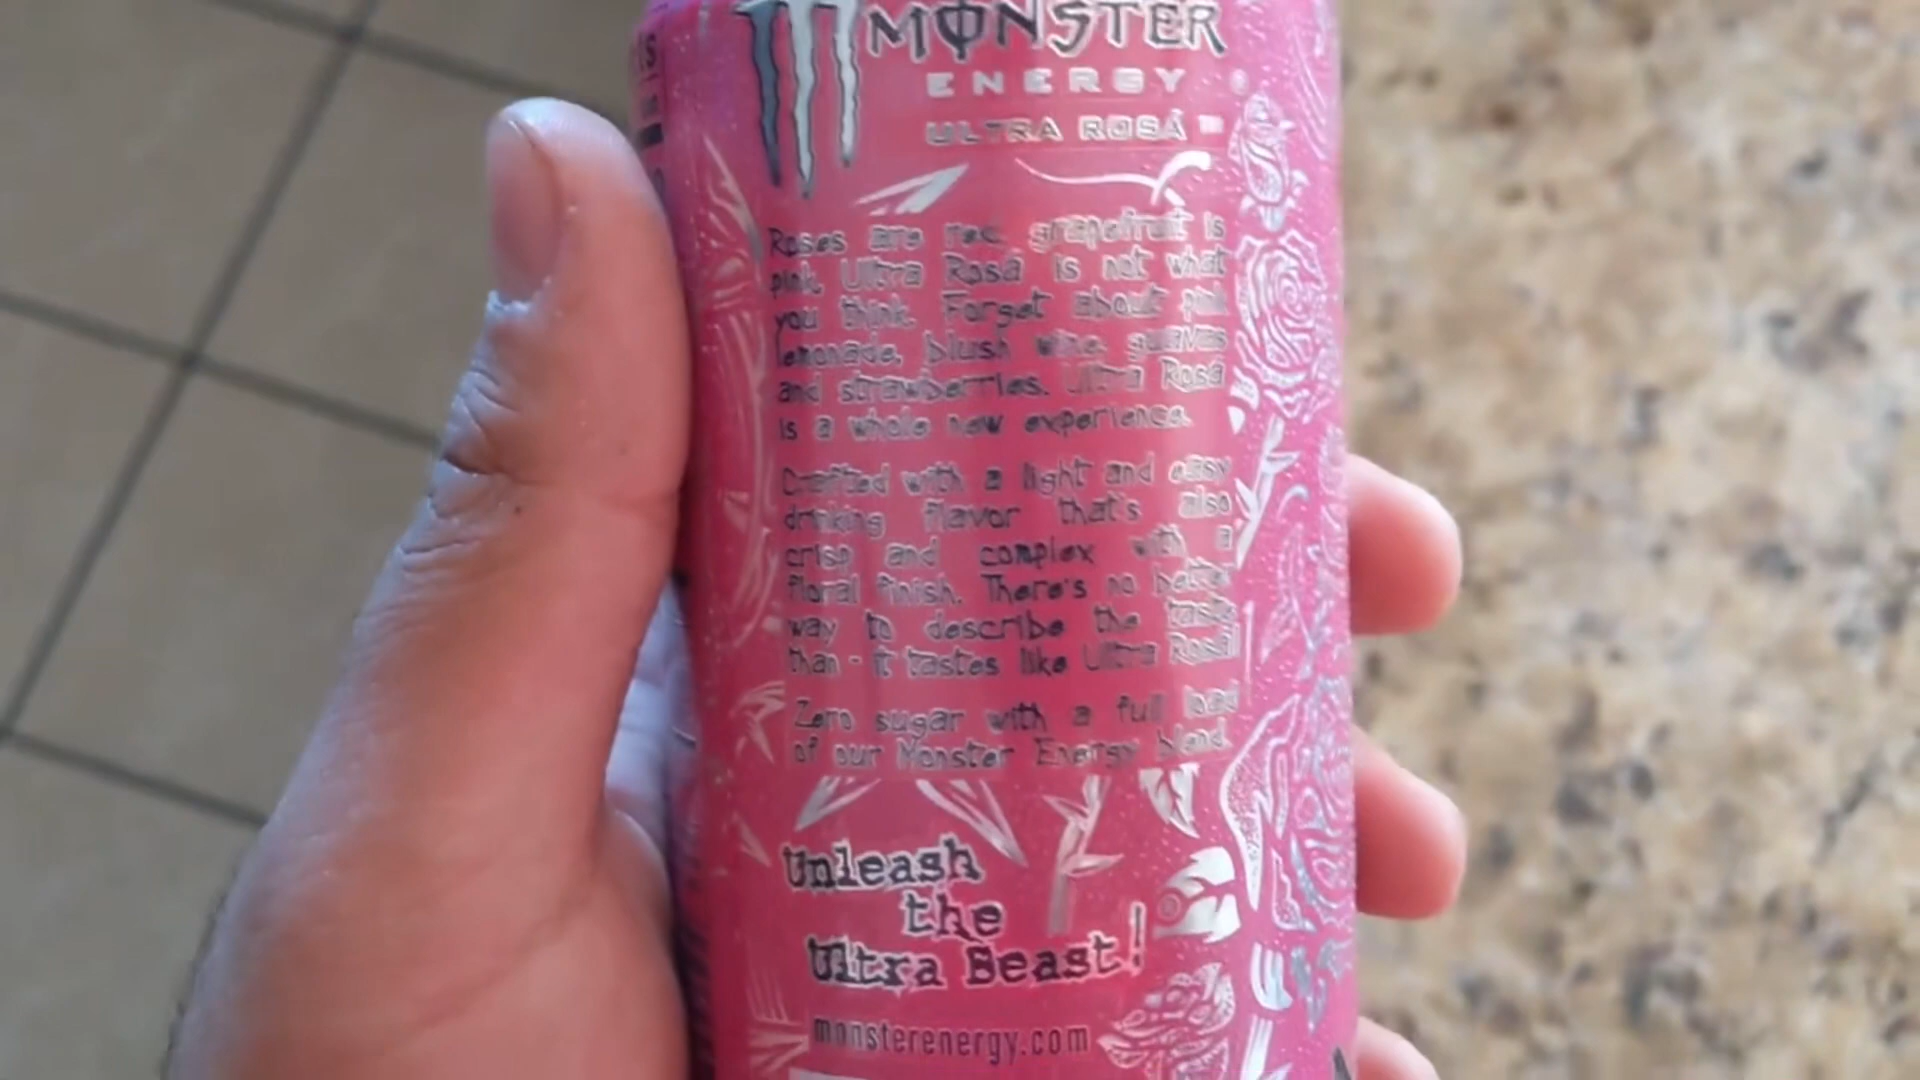 MONSTER
ENERGY
ULTRA ROSÁ
Roses are red, grapefruit is
pink, Ultra Rosá is not what
you think. Forget about pink
lemonade, blush wine, guavas
and strawberries. Ultra Rosá
is a whole new experience.
Crafted with a light and easy
drinking flavor that's also
crisp and complex with a
floral finish. There's no better
way to describe the taste
than - it tastes like Ultra Rosá!
Zero sugar with a full load
of our Monster Energy blend.
Unleash
the
Ultra Beast!
monsterenergy.com